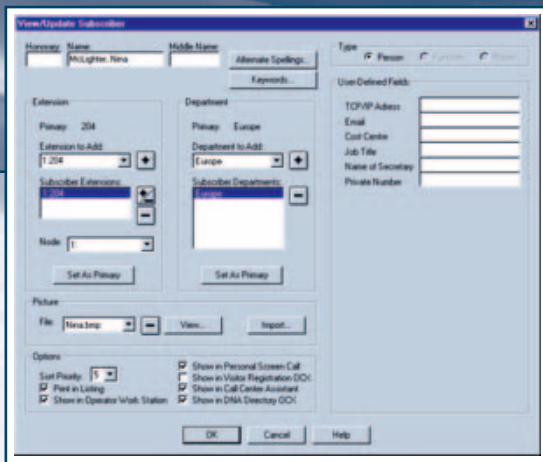 View/Update Subscriber
Honorary: Name: Middle Name:
McLighter, Nina
Alternate Spellings...
Keywords...
Type
Person Function Room
Extension
Primary: 204
Extension to Add:
1:204
Subscriber Extensions:
1:204
Node: 1
Set As Primary
Department
Primary: Europe
Department to Add:
Europe
Subscriber Departments:
Europe
Set As Primary
User-Defined Fields
TCP/IP Adress
Email
Cost Centre
Job Title
Name of Secretary
Private Number
Picture
File: Nina.bmp View... Import...
Options
Sort Priority: 5
Print in Listing
Show in Operator Work Station
Show in Personal Screen Call
Show in Visitor Registration OCX
Show in Call Center Assistant
Show in DNA Directory OCX
OK Cancel Help